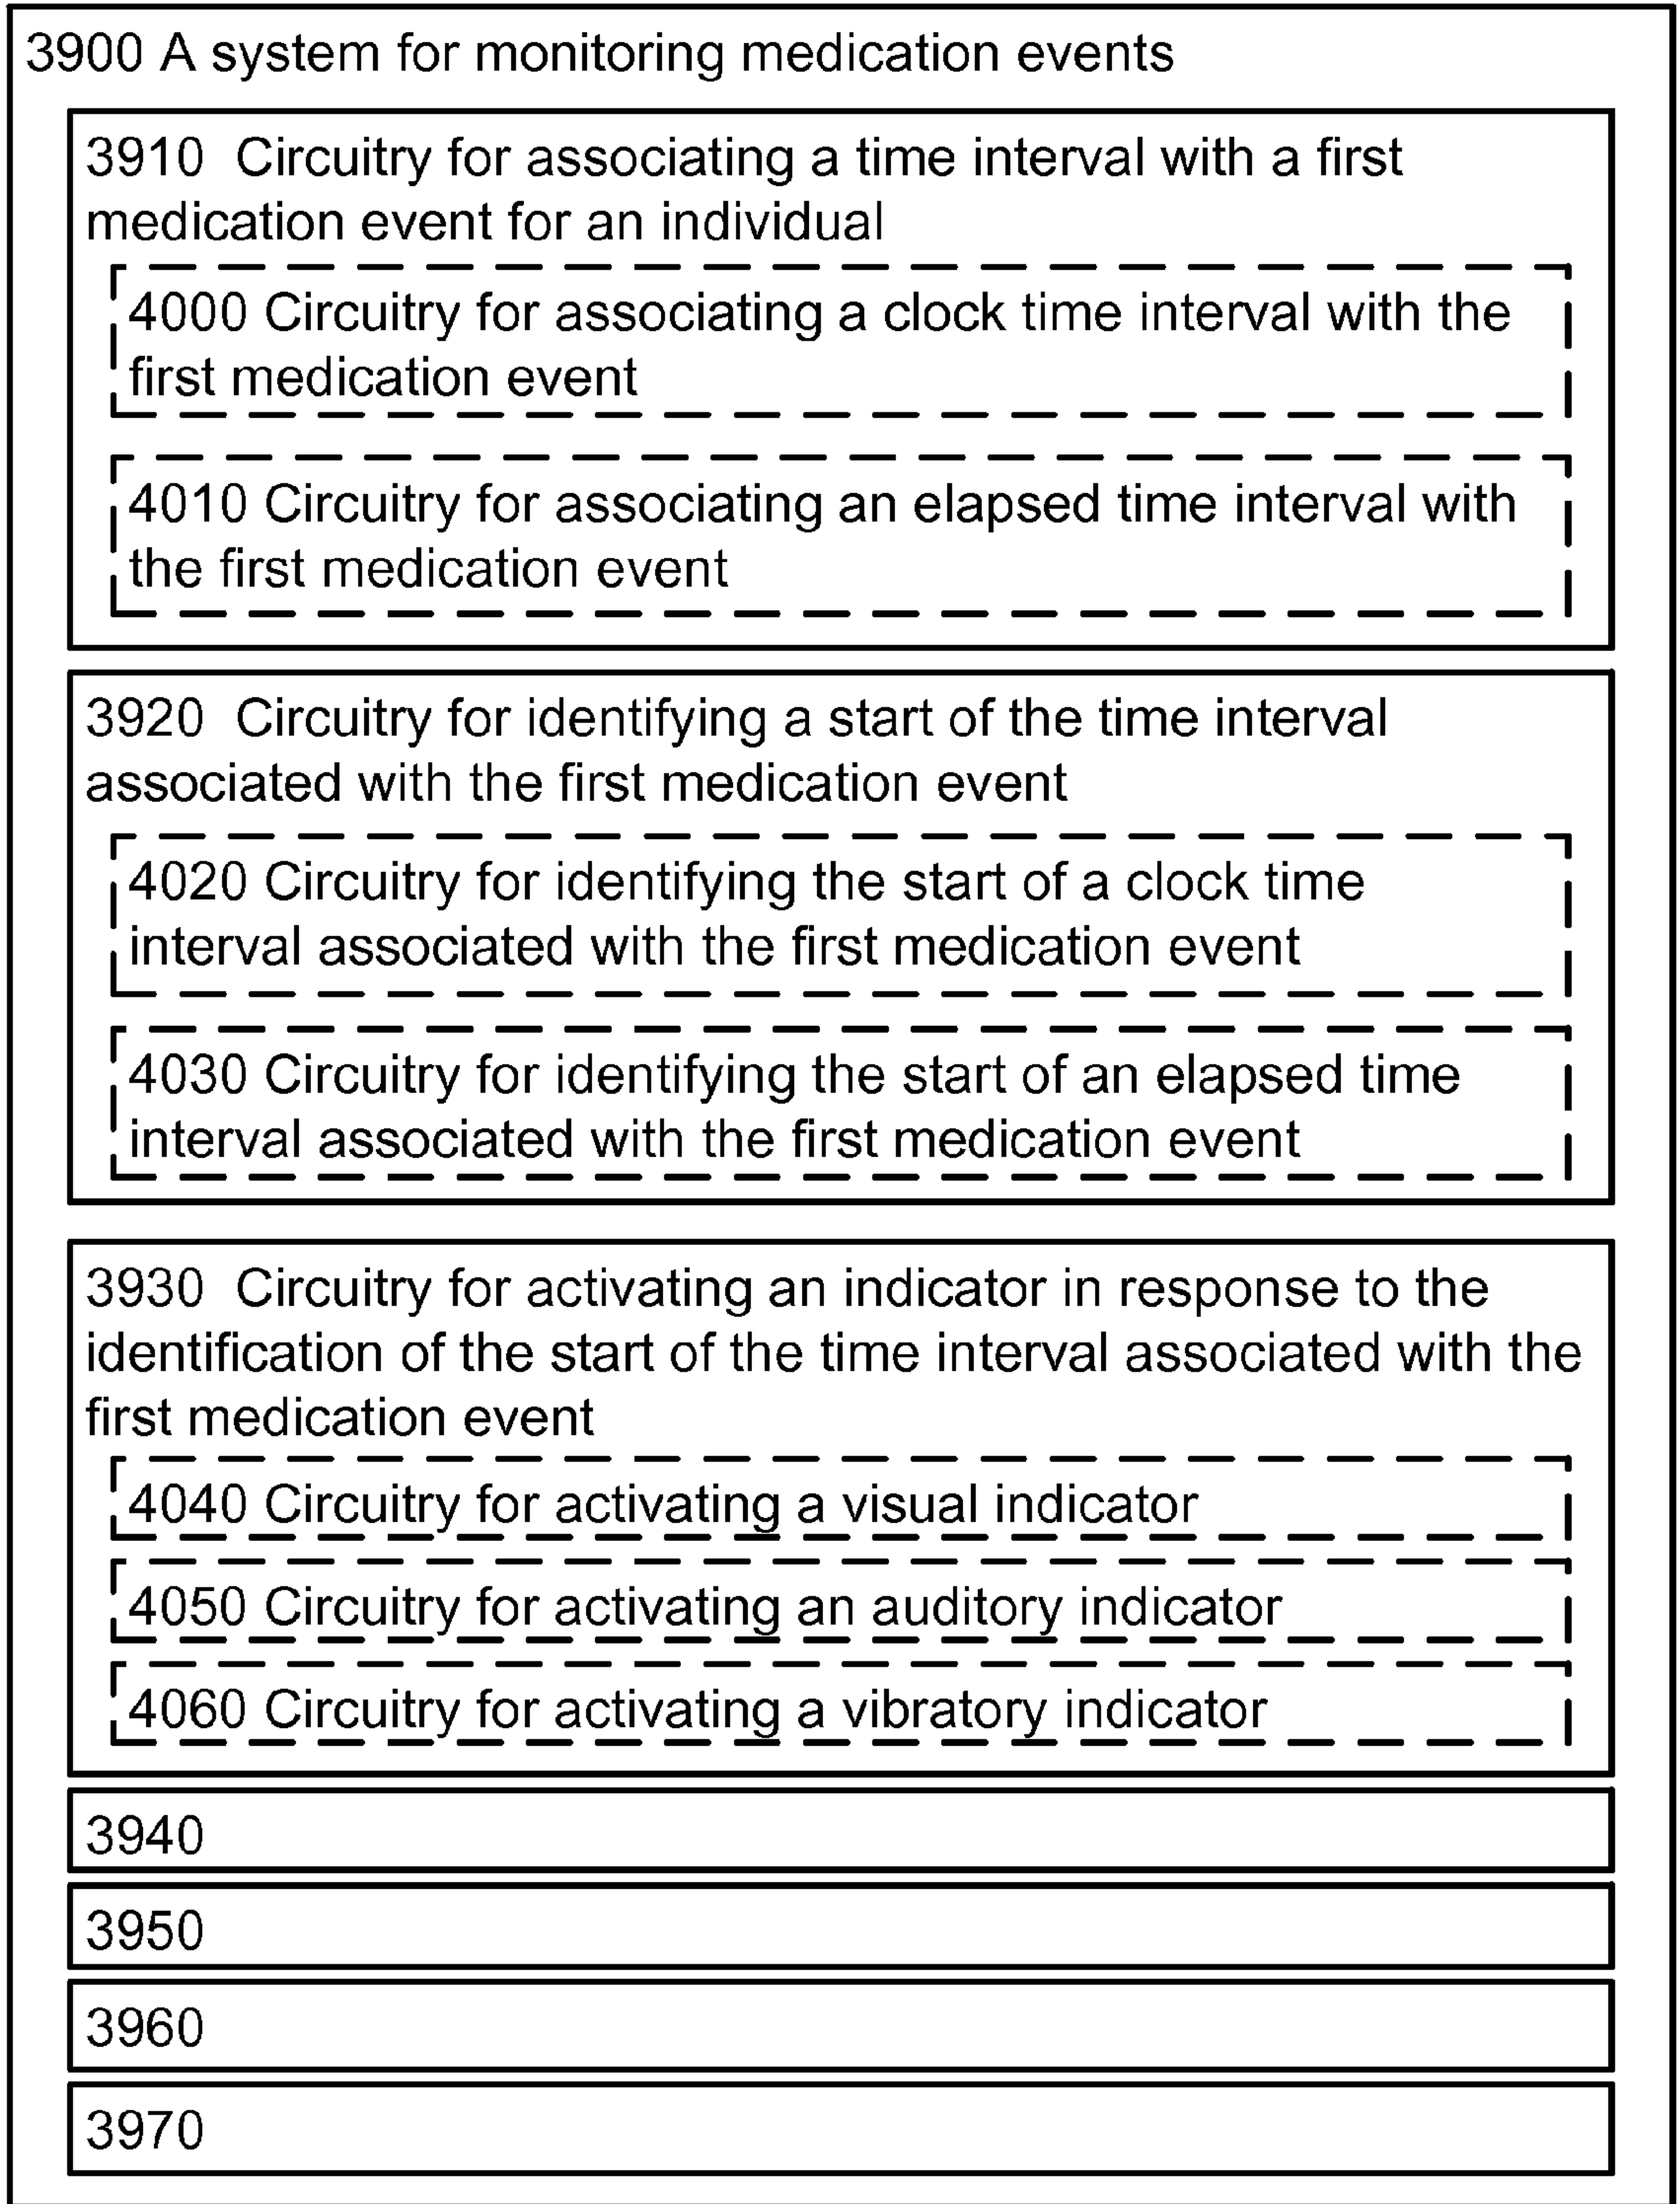 3900 A system for monitoring medication events
3910 Circuitry for associating a time interval with a first
medication event for an individual
4000 Circuitry for associating a clock time interval with the
first medication event
4010 Circuitry for associating an elapsed time interval with
the first medication event
3920 Circuitry for identifying a start of the time interval
associated with the first medication event
4020 Circuitry for identifying the start of a clock time
interval associated with the first medication event
4030 Circuitry for identifying the start of an elapsed time
interval associated with the first medication event
3930 Circuitry for activating an indicator in response to the
identification of the start of the time interval associated with the
first medication event
4040 Circuitry for activating a visual indicator
4050 Circuitry for activating an auditory indicator
4060 Circuitry for activating a vibratory indicator
3940
3950
3960
3970